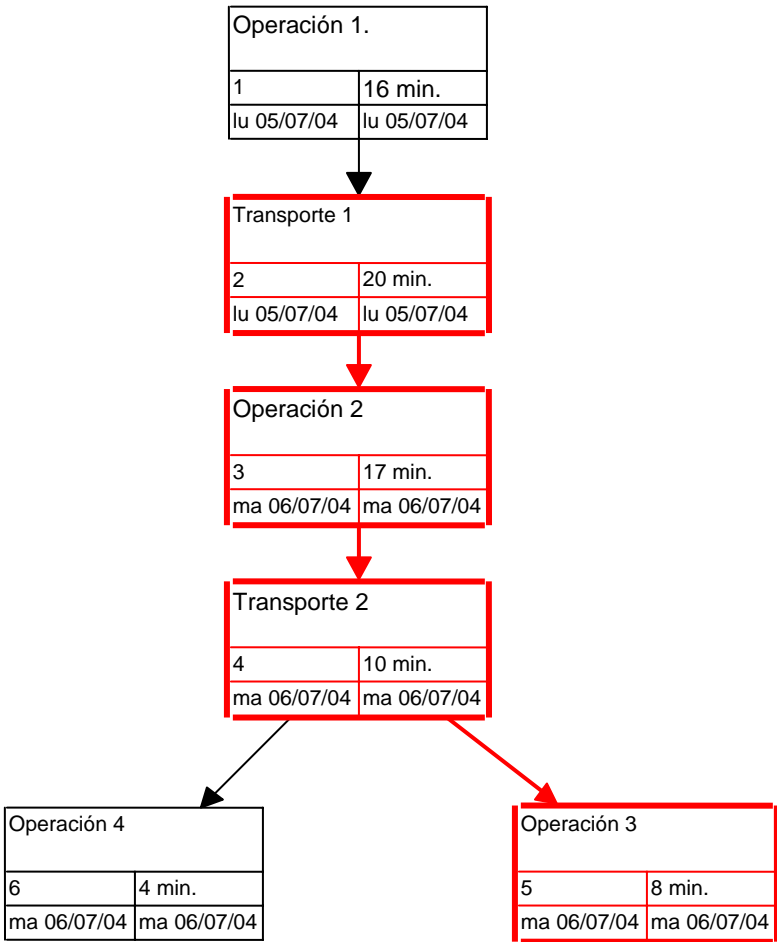 Operación 1.
1 16 min.
lu 05/07/04 lu 05/07/04
Transporte 1
2 20 min.
lu 05/07/04 lu 05/07/04
Operación 2
3 17 min.
ma 06/07/04 ma 06/07/04
Transporte 2
4 10 min.
ma 06/07/04 ma 06/07/04
Operación 4
6 4 min.
ma 06/07/04 ma 06/07/04
Operación 3
5 8 min.
ma 06/07/04 ma 06/07/04